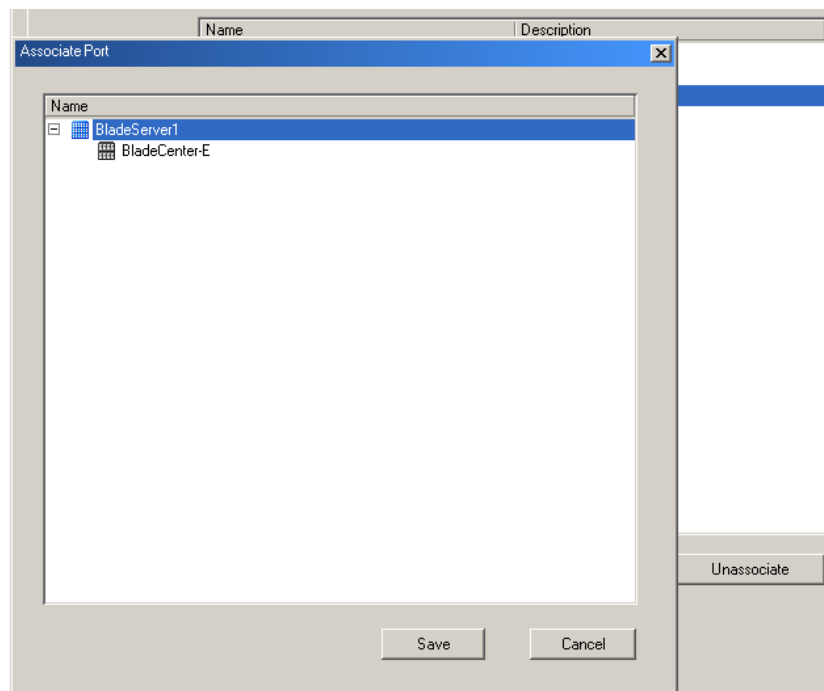 Name Description
Associate Port
Name
BladeServer1
BladeCenter-E
Unassociate
Save Cancel